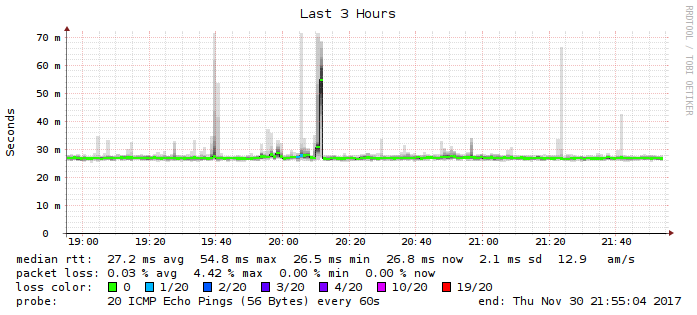 Last 3 Hours
RRDTOOL / TOBI OETIKER
Seconds
70 m
60 m
50 m
40 m
30 m
20 m
10 m
0
19:00 19:20 19:40 20:00 20:20 20:40 21:00 21:20 21:40
median rtt: 27.2 ms avg 54.8 ms max 26.5 ms min 26.8 ms now 2.1 ms sd 12.9 am/s
packet loss: 0.03 % avg 4.42 % max 0.00 % min 0.00 % now
loss color: 0 1/20 2/20 3/20 4/20 10/20 19/20
probe: 20 ICMP Echo Pings (56 Bytes) every 60s end: Thu Nov 30 21:55:04 2017